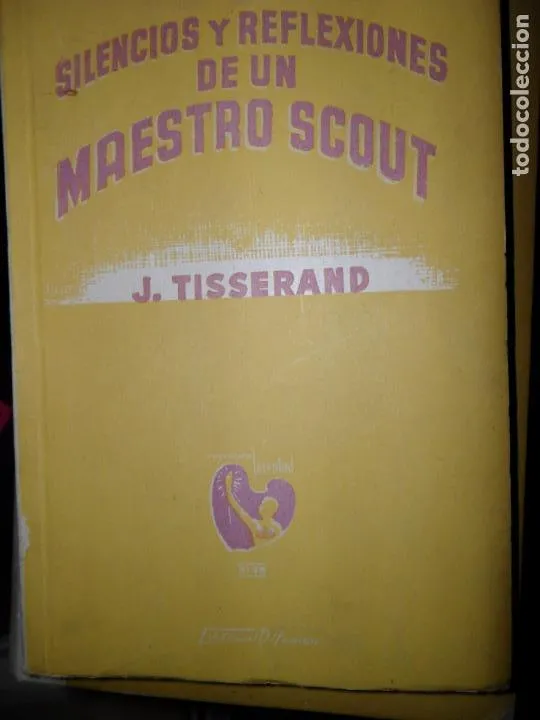 SILENCIOS Y REFLEXIONES
DE UN
MAESTRO SCOUT
J. TISSERAND
todocoleccion